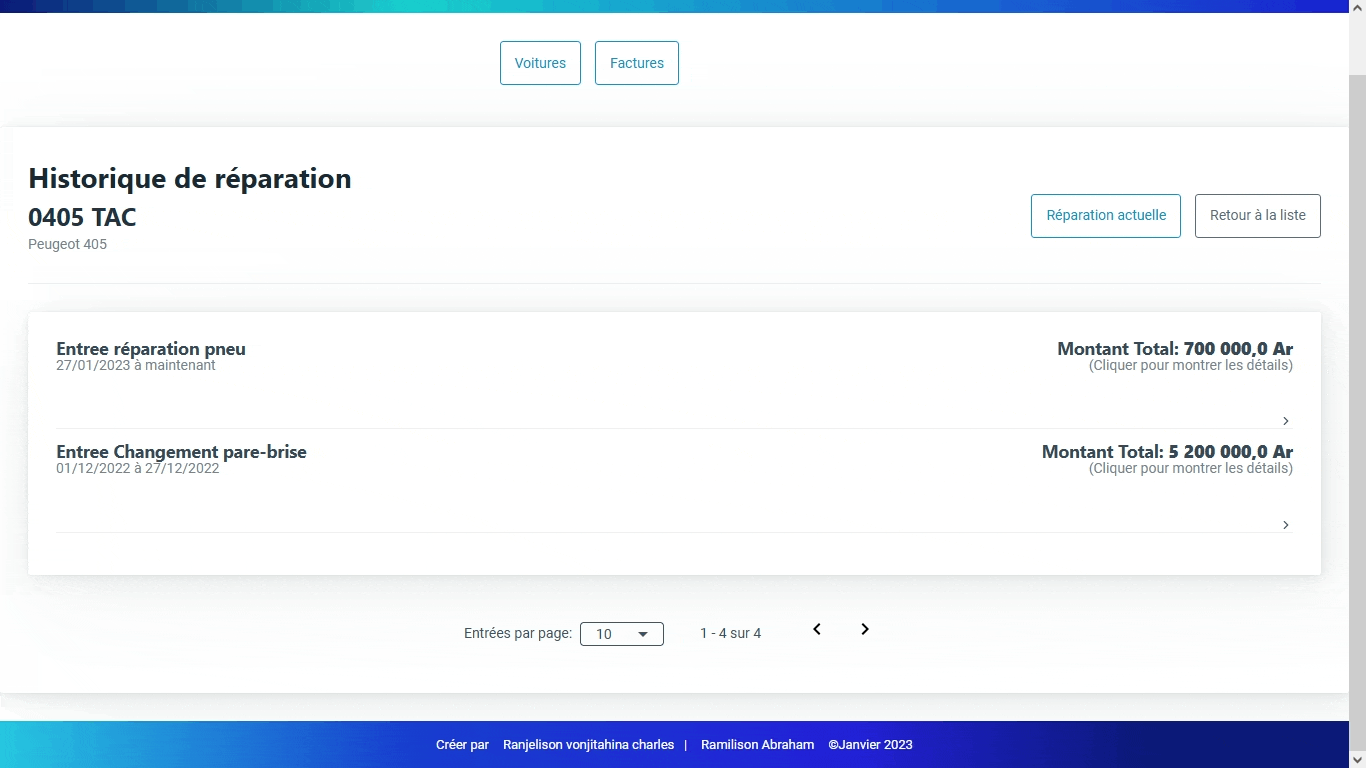 Voitures Factures
Historique de réparation
0405 TAC
Peugeot 405
Réparation actuelle Retour à la liste
Entree réparation pneu Montant Total: 700 000,0 Ar
27/01/2023 à maintenant (Cliquer pour montrer les détails)
Entree Changement pare-brise Montant Total: 5 200 000,0 Ar
01/12/2022 à 27/12/2022 (Cliquer pour montrer les détails)
Entrées par page: 10 1 - 4 sur 4
Créer par Ranjelison vonjitahina charles | Ramilison Abraham ©Janvier 2023